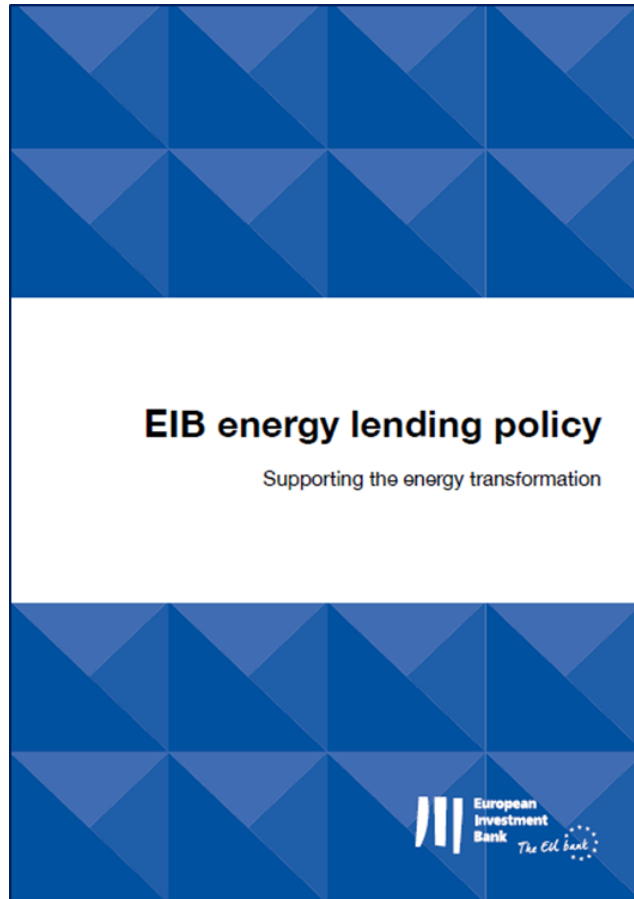 EIB energy lending policy
Supporting the energy transformation
European
Investment
Bank
The EU bank